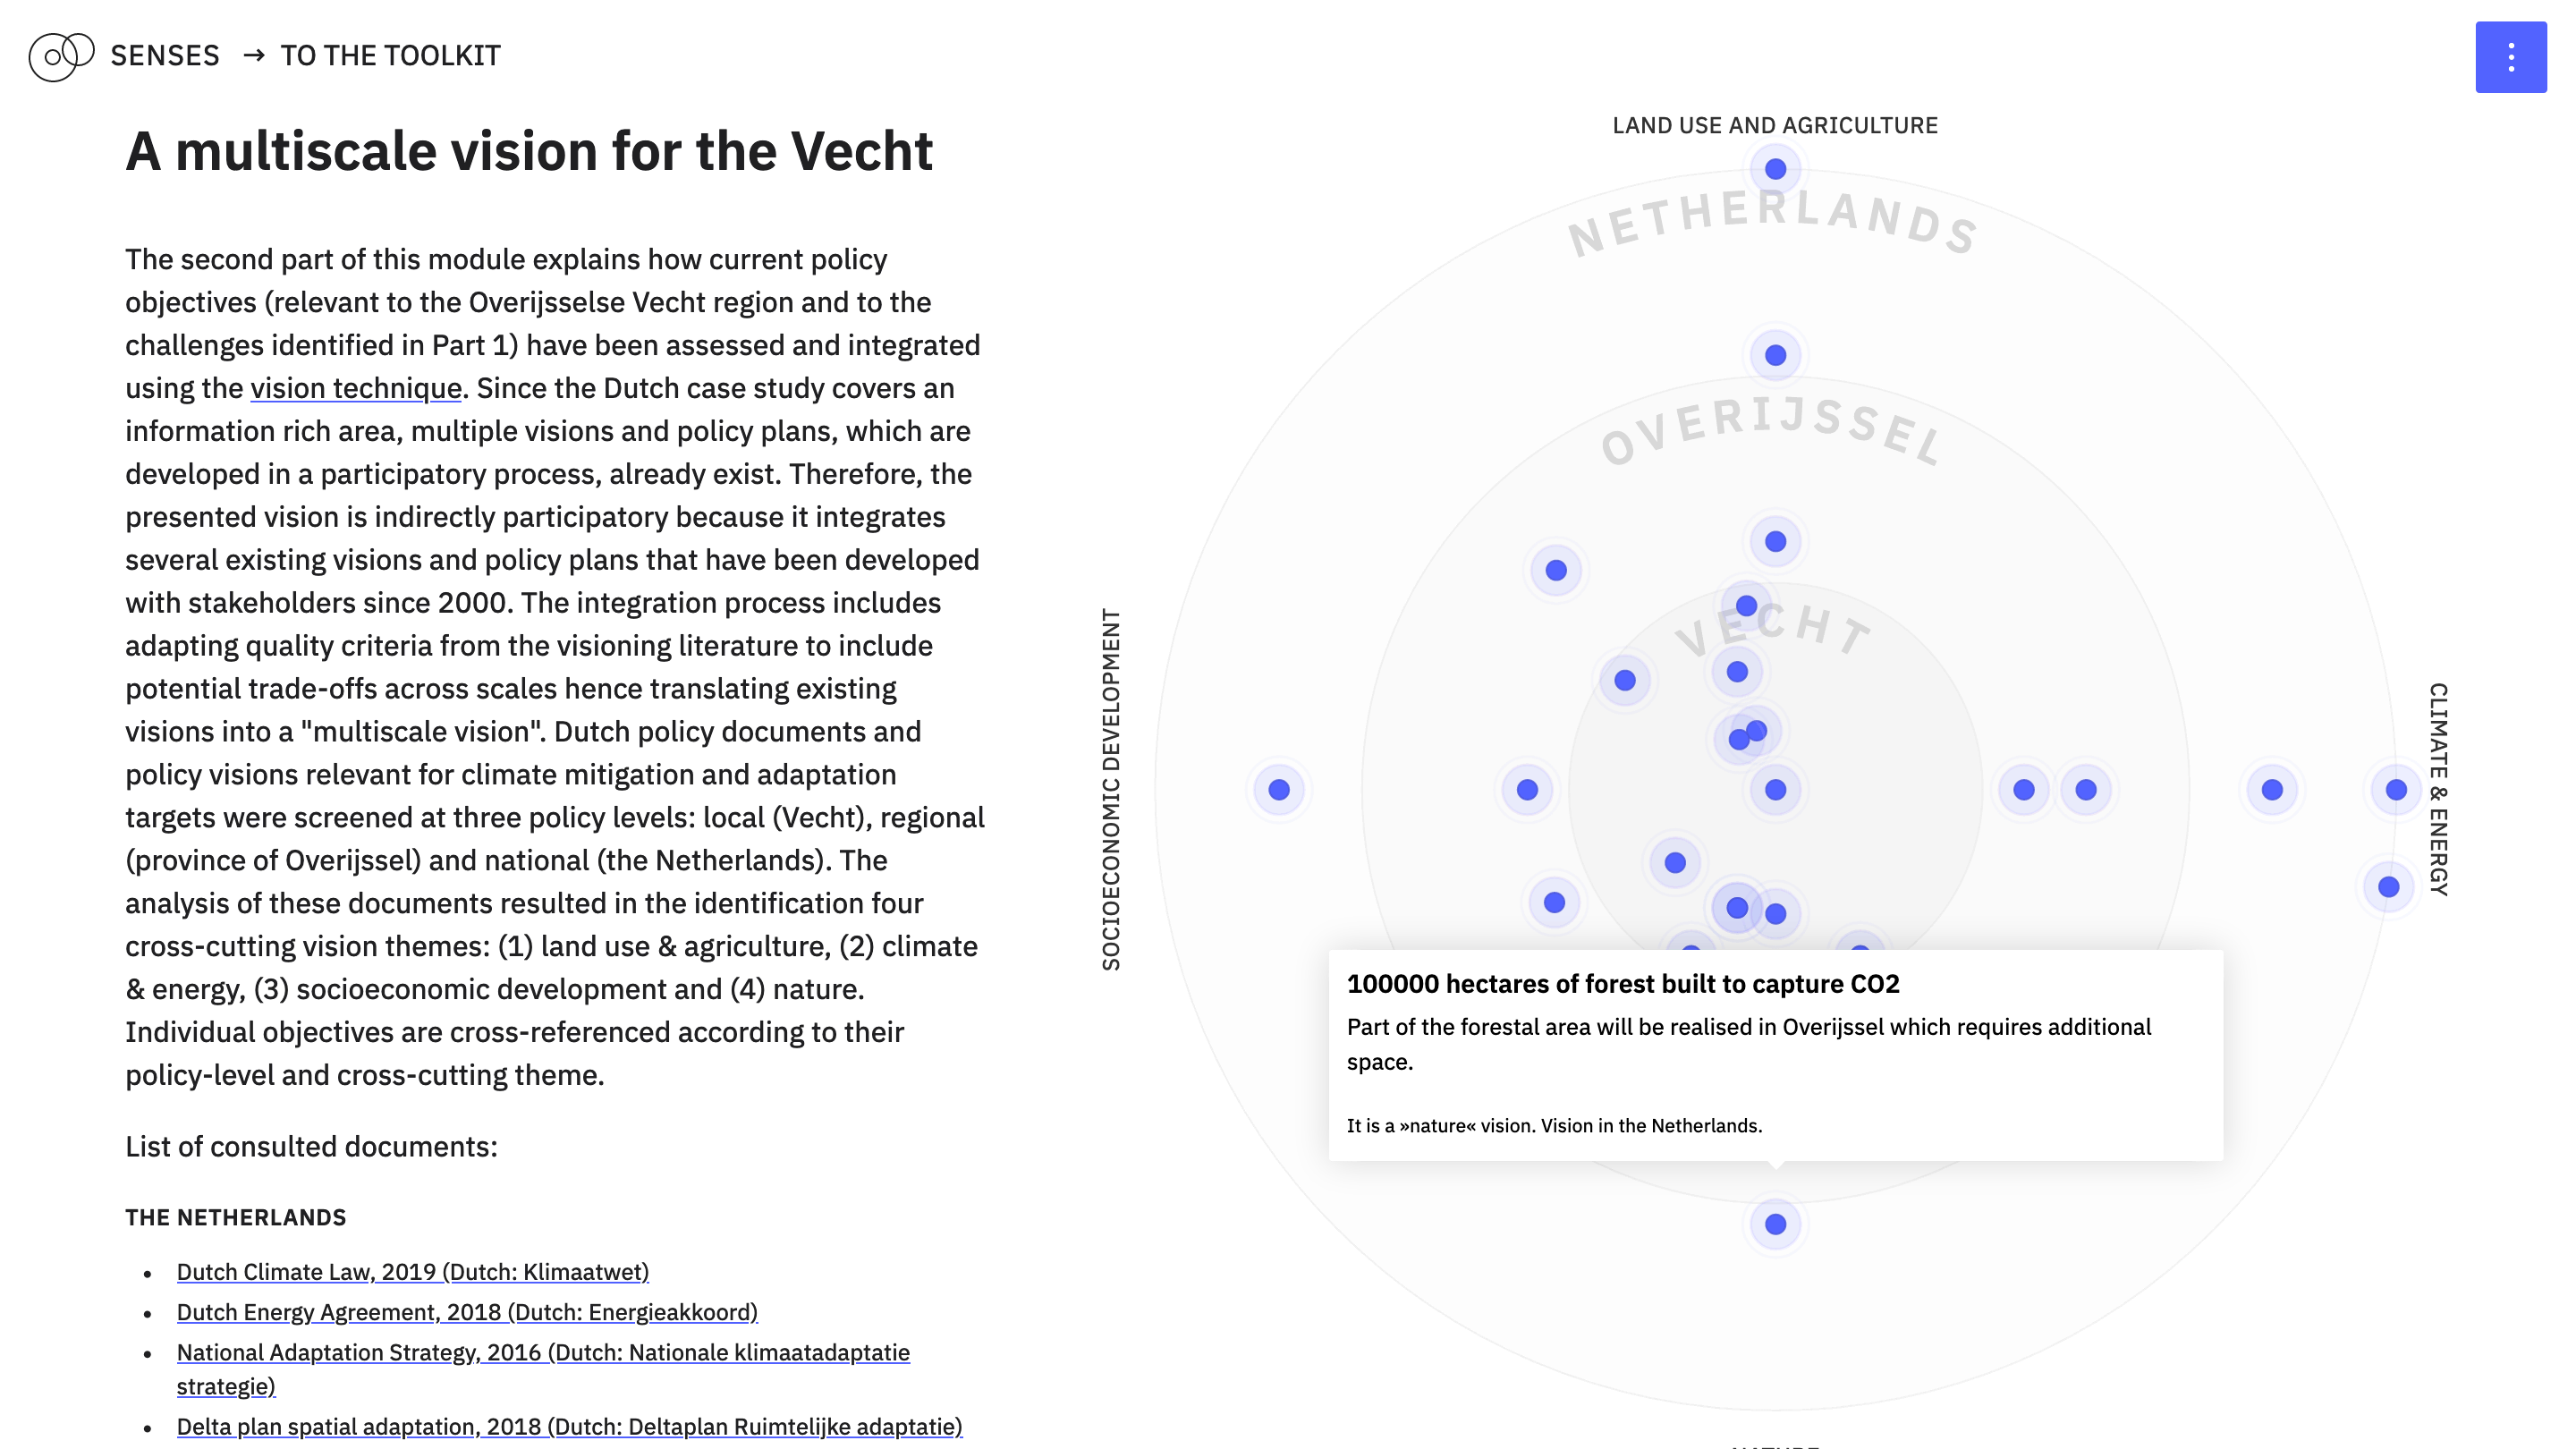 SENSES → TO THE TOOLKIT
A multiscale vision for the Vecht
The second part of this module explains how current policy
objectives (relevant to the Overijsselse Vecht region and to the
challenges identified in Part 1) have been assessed and integrated
using the vision technique. Since the Dutch case study covers an
information rich area, multiple visions and policy plans, which are
developed in a participatory process, already exist. Therefore, the
presented vision is indirectly participatory because it integrates
several existing visions and policy plans that have been developed
with stakeholders since 2000. The integration process includes
adapting quality criteria from the visioning literature to include
potential trade-offs across scales hence translating existing
visions into a "multiscale vision". Dutch policy documents and
policy visions relevant for climate mitigation and adaptation
targets were screened at three policy levels: local (Vecht), regional
(province of Overijssel) and national (the Netherlands). The
analysis of these documents resulted in the identification four
cross-cutting vision themes: (1) land use & agriculture, (2) climate
& energy, (3) socioeconomic development and (4) nature.
Individual objectives are cross-referenced according to their
policy-level and cross-cutting theme.
List of consulted documents:
THE NETHERLANDS
• Dutch Climate Law, 2019 (Dutch: Klimaatwet)
• Dutch Energy Agreement, 2018 (Dutch: Energieakkoord)
• National Adaptation Strategy, 2016 (Dutch: Nationale klimaatadaptatie
strategie)
• Delta plan spatial adaptation, 2018 (Dutch: Deltaplan Ruimtelijke adaptatie)
LAND USE AND AGRICULTURE
NETHERLANDS
OVERIJSSEL
VECHT
SOCIOECONOMIC DEVELOPMENT
CLIMATE & ENERGY
100000 hectares of forest built to capture CO2
Part of the forestal area will be realised in Overijssel which requires additional
space.
It is a »nature« vision. Vision in the Netherlands.